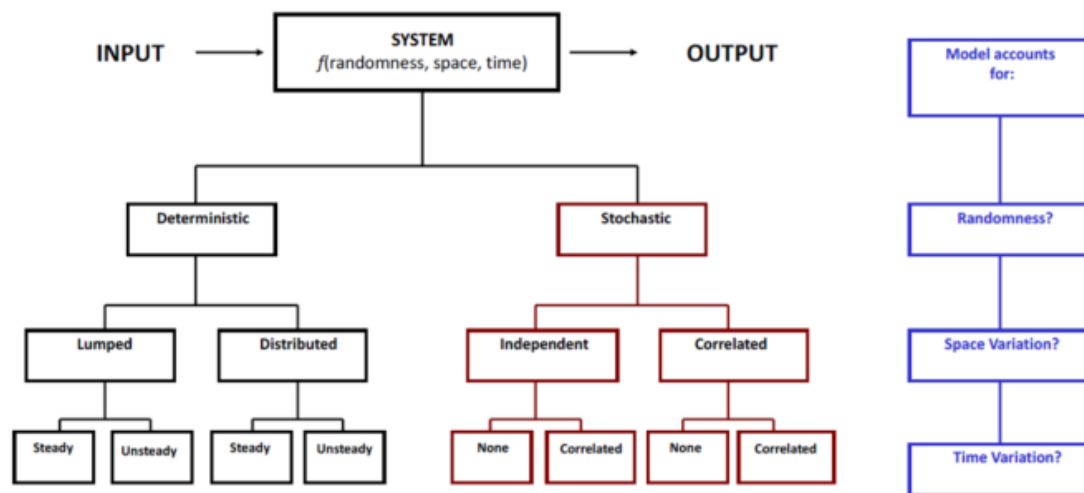 INPUT
SYSTEM
f(randomness, space, time)
OUTPUT
Model accounts
for:
Deterministic
Stochastic
Randomness?
Lumped
Distributed
Independent
Correlated
Space Variation?
Steady
Unsteady
Steady
Unsteady
None
Correlated
None
Correlated
Time Variation?